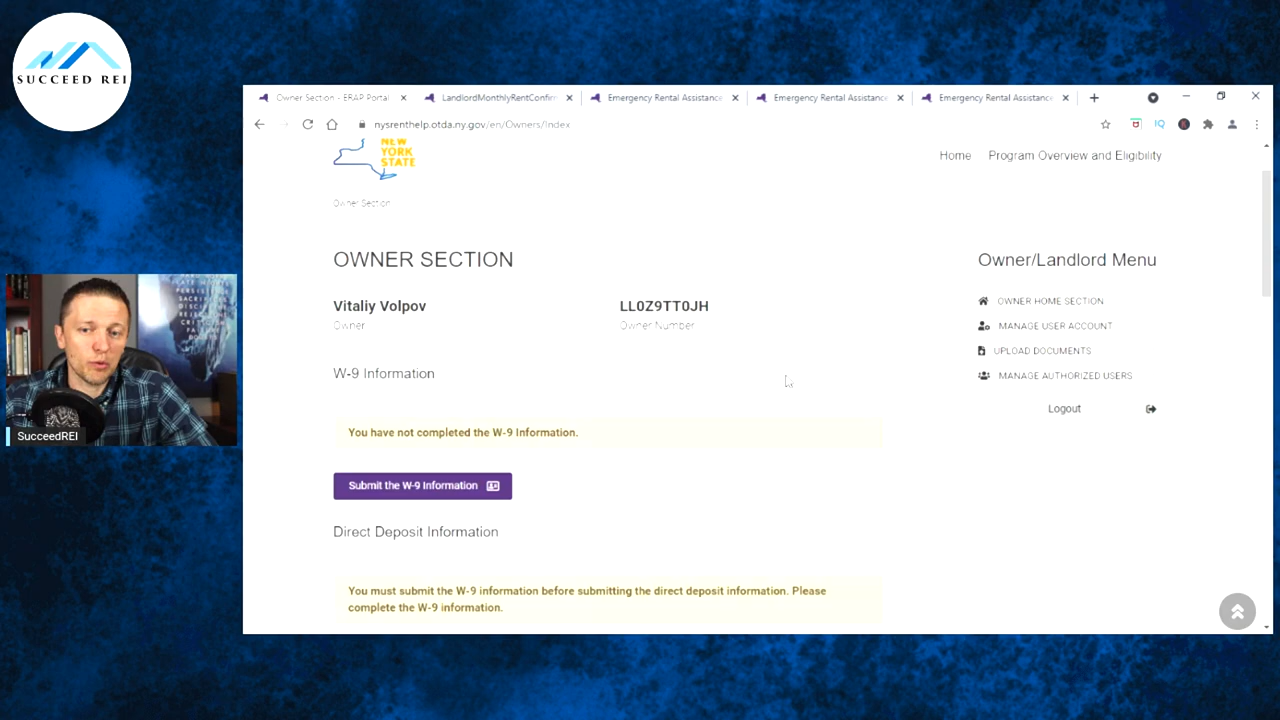 SUCCEED REI
Owner Section - ERAP Portal
LandlordMonthlyRentConfirm
Emergency Rental Assistance
Emergency Rental Assistance
Emergency Rental Assistance
nysrenthelp.otda.ny.gov/en/Owners/Index
NEW
YORK
STATE
Home
Program Overview and Eligibility
Owner Section
OWNER SECTION
Owner/Landlord Menu
Vitaliy Volpov
LL0Z9TT0JH
Owner
Owner Number
OWNER HOME SECTION
MANAGE USER ACCOUNT
UPLOAD DOCUMENTS
MANAGE AUTHORIZED USERS
Logout
W-9 Information
You have not completed the W-9 Information.
Submit the W-9 Information
Direct Deposit Information
You must submit the W-9 information before submitting the direct deposit information. Please
complete the W-9 information.
SucceedREI